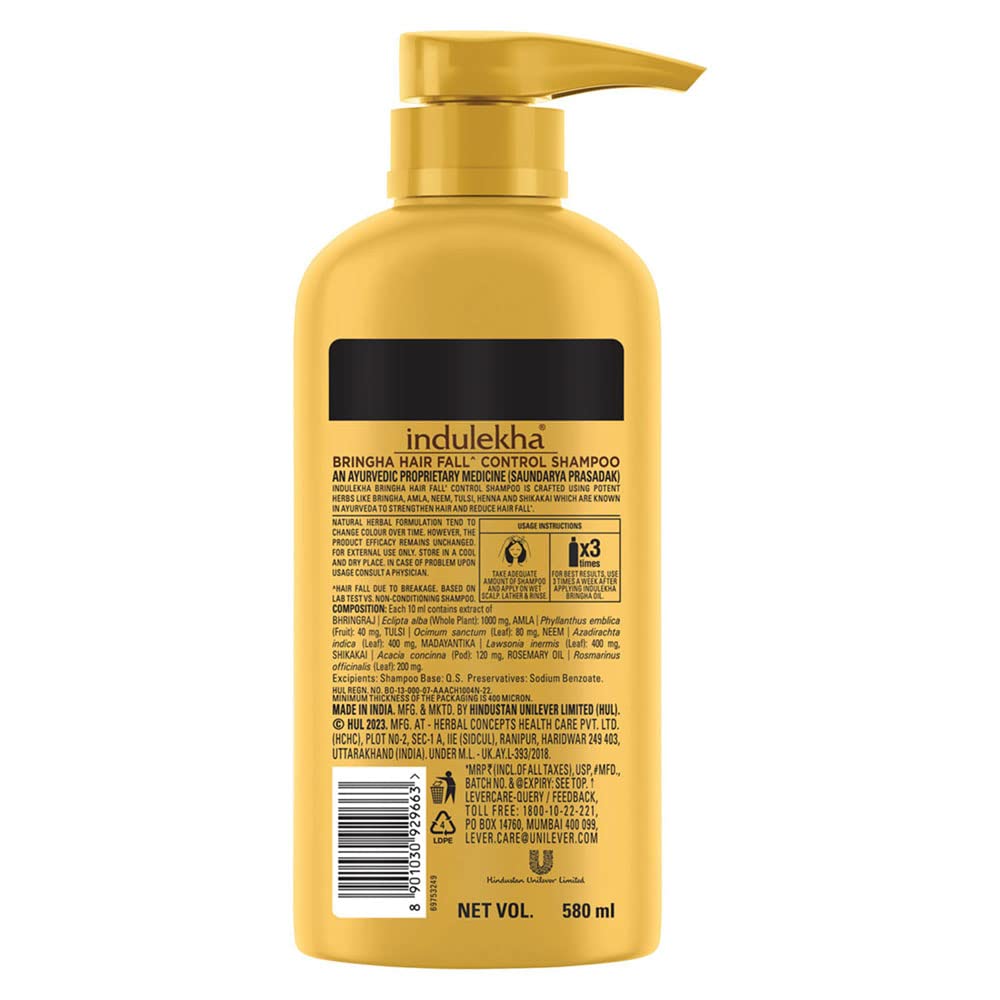 indulekha®
BRINGHA HAIR FALL^ CONTROL SHAMPOO
AN AYURVEDIC PROPRIETARY MEDICINE (SAUNDARYA PRASADAK)
INDULEKHA BRINGHA HAIR FALL^ CONTROL SHAMPOO IS CRAFTED USING POTENT
HERBS LIKE BRINGHA, AMLA, NEEM, TULSI, HENNA AND SHIKAKAI WHICH ARE KNOWN
IN AYURVEDA TO STRENGTHEN HAIR AND REDUCE HAIR FALL^.
NATURAL HERBAL FORMULATION TEND TO
CHANGE COLOUR OVER TIME. HOWEVER, THE
PRODUCT EFFICACY REMAINS UNCHANGED.
FOR EXTERNAL USE ONLY. STORE IN A COOL
AND DRY PLACE. IN CASE OF PROBLEM UPON
USAGE CONSULT A PHYSICIAN.
^HAIR FALL DUE TO BREAKAGE, BASED ON
LAB TEST VS. NON-CONDITIONING SHAMPOO.
USAGE INSTRUCTIONS
TAKE ADEQUATE
AMOUNT OF SHAMPOO
AND APPLY ON WET
SCALP. LATHER & RINSE.
x3
times
FOR BEST RESULTS, USE
3 TIMES A WEEK AFTER
APPLYING INDULEKHA
BRINGHA OIL.
COMPOSITION: Each 10 ml contains extract of
BHRINGRAJ | Eclipta alba (Whole Plant): 1000 mg, AMLA | Phyllanthus emblica
(Fruit): 40 mg, TULSI | Ocimum sanctum (Leaf): 80 mg, NEEM | Azadirachta
indica (Leaf): 400 mg, MADAYANTIKA | Lawsonia inermis (Leaf): 400 mg,
SHIKAKAI | Acacia concinna (Pod): 120 mg, ROSEMARY OIL | Rosmarinus
officinalis (Leaf): 200 mg.
Excipients: Shampoo Base: Q.S. Preservatives: Sodium Benzoate.
HUL REGN. NO. BO-13-000-07-AAACH1004N-22.
MINIMUM THICKNESS OF THE PACKAGING IS 400 MICRON.
MADE IN INDIA. MFG. & MKTD. BY HINDUSTAN UNILEVER LIMITED (HUL).
© HUL 2023. MFG. AT - HERBAL CONCEPTS HEALTH CARE PVT. LTD.
(HCHC), PLOT NO-2, SEC-1 A, IIE (SIDCUL), RANIPUR, HARIDWAR 249 403,
UTTARAKHAND (INDIA). UNDER M.L. - UK.AY.L-393/2018.
*MRP ₹ (INCL. OF ALL TAXES), USP, #MFD.,
BATCH NO. & @EXPIRY: SEE TOP. ↑
LEVERCARE-QUERY / FEEDBACK,
TOLL FREE: 1800-10-22-221,
PO BOX 14760, MUMBAI 400 099,
LEVER.CARE@UNILEVER.COM
4
LDPE
8 901030 929663 >
69753249
Hindustan Unilever Limited
NET VOL. 580 ml